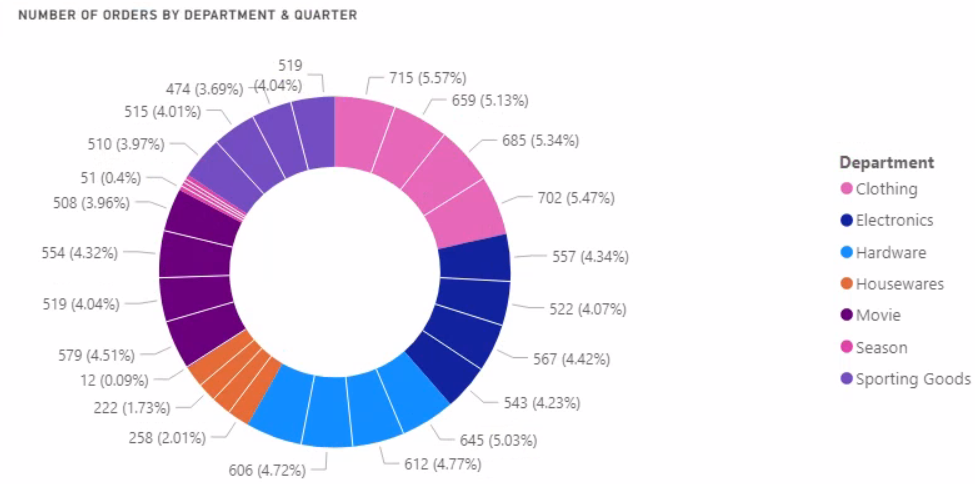 NUMBER OF ORDERS BY DEPARTMENT & QUARTER
519
(4.04%)
715 (5.57%)
659 (5.13%)
685 (5.34%)
702 (5.47%)
557 (4.34%)
522 (4.07%)
567 (4.42%)
543 (4.23%)
645 (5.03%)
612 (4.77%)
606 (4.72%)
258 (2.01%)
222 (1.73%)
12 (0.09%)
579 (4.51%)
519 (4.04%)
554 (4.32%)
508 (3.96%)
51 (0.4%)
510 (3.97%)
515 (4.01%)
474 (3.69%)
Department
Clothing
Electronics
Hardware
Housewares
Movie
Season
Sporting Goods